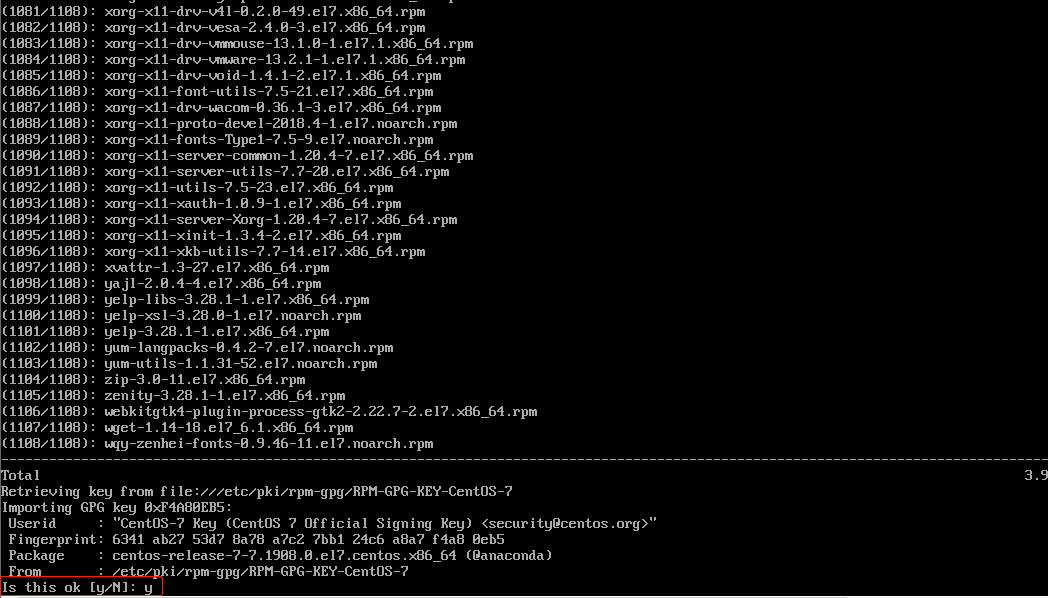 (1081/1108): xorg-x11-drv-v4l-0.2.0-49.el7.x86_64.rpm
(1082/1108): xorg-x11-drv-vesa-2.4.0-3.el7.x86_64.rpm
(1083/1108): xorg-x11-drv-vmmouse-13.1.0-1.el7.1.x86_64.rpm
(1084/1108): xorg-x11-drv-vmware-13.2.1-1.el7.1.x86_64.rpm
(1085/1108): xorg-x11-drv-void-1.4.1-2.el7.1.x86_64.rpm
(1086/1108): xorg-x11-font-utils-7.5-21.el7.x86_64.rpm
(1087/1108): xorg-x11-drv-wacom-0.36.1-3.el7.x86_64.rpm
(1088/1108): xorg-x11-proto-devel-2018.4-1.el7.noarch.rpm
(1089/1108): xorg-x11-fonts-Type1-7.5-9.el7.noarch.rpm
(1090/1108): xorg-x11-server-common-1.20.4-7.el7.x86_64.rpm
(1091/1108): xorg-x11-server-utils-7.7-20.el7.x86_64.rpm
(1092/1108): xorg-x11-utils-7.5-23.el7.x86_64.rpm
(1093/1108): xorg-x11-xauth-1.0.9-1.el7.x86_64.rpm
(1094/1108): xorg-x11-server-Xorg-1.20.4-7.el7.x86_64.rpm
(1095/1108): xorg-x11-xinit-1.3.4-2.el7.x86_64.rpm
(1096/1108): xorg-x11-xkb-utils-7.7-14.el7.x86_64.rpm
(1097/1108): xvattr-1.3-27.el7.x86_64.rpm
(1098/1108): yajl-2.0.4-4.el7.x86_64.rpm
(1099/1108): yelp-libs-3.28.1-1.el7.x86_64.rpm
(1100/1108): yelp-xsl-3.28.0-1.el7.noarch.rpm
(1101/1108): yelp-3.28.1-1.el7.x86_64.rpm
(1102/1108): yum-langpacks-0.4.2-7.el7.noarch.rpm
(1103/1108): yum-utils-1.1.31-52.el7.noarch.rpm
(1104/1108): zip-3.0-11.el7.x86_64.rpm
(1105/1108): zenity-3.28.1-1.el7.x86_64.rpm
(1106/1108): webkitgtk4-plugin-process-gtk2-2.22.7-2.el7.x86_64.rpm
(1107/1108): wget-1.14-18.el7_6.1.x86_64.rpm
(1108/1108): wqy-zenhei-fonts-0.9.46-11.el7.noarch.rpm
Total 3.9
Retrieving key from file:///etc/pki/rpm-gpg/RPM-GPG-KEY-CentOS-7
Importing GPG key 0xF4A80EB5:
Userid : "CentOS-7 Key (CentOS 7 Official Signing Key) <security@centos.org>"
Fingerprint: 6341 ab27 53d7 8a78 a7c2 7bb1 24c6 a8a7 f4a8 0eb5
Package : centos-release-7-7.1908.0.el7.centos.x86_64 (@anaconda)
From : /etc/pki/rpm-gpg/RPM-GPG-KEY-CentOS-7
Is this ok [y/N]: y